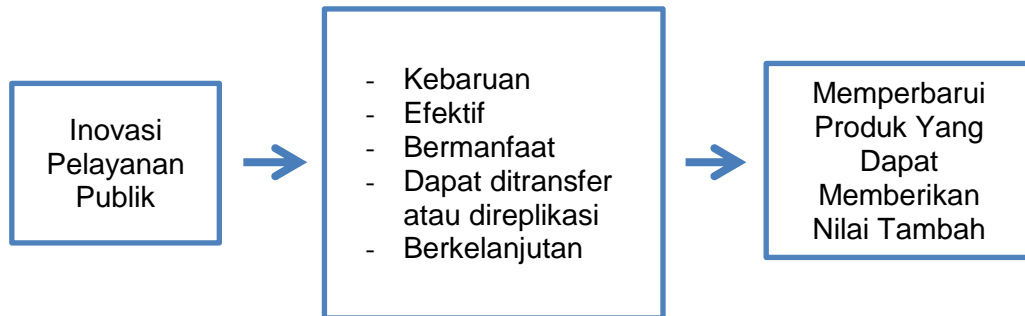 Inovasi
Pelayanan
Publik
- Kebaruan
- Efektif
- Bermanfaat
- Dapat ditransfer
atau direplikasi
- Berkelanjutan
Memperbarui
Produk Yang
Dapat
Memberikan
Nilai Tambah